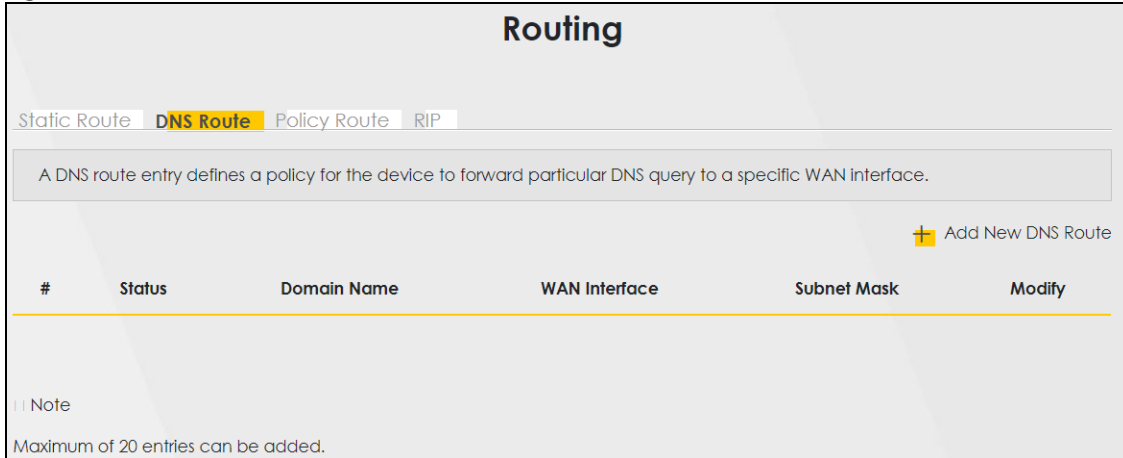 Routing
Static Route DNS Route Policy Route RIP
A DNS route entry defines a policy for the device to forward particular DNS query to a specific WAN interface.
+ Add New DNS Route
# Status Domain Name WAN Interface Subnet Mask Modify
Note
Maximum of 20 entries can be added.